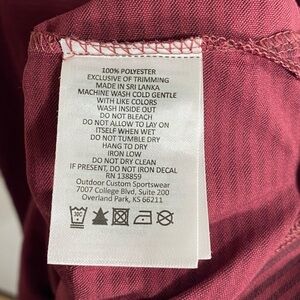 100% POLYESTER
EXCLUSIVE OF TRIMMING
MADE IN SRI LANKA
MACHINE WASH COLD GENTLE
WITH LIKE COLORS
WASH INSIDE OUT
DO NOT BLEACH
DO NOT ALLOW TO LAY ON
ITSELF WHEN WET
DO NOT TUMBLE DRY
HANG TO DRY
IRON LOW
DO NOT DRY CLEAN
IF PRESENT, DO NOT IRON DECAL
RN 138859
Outdoor Custom Sportswear
7007 College Blvd, Suite 200
Overland Park, KS 66211
30C